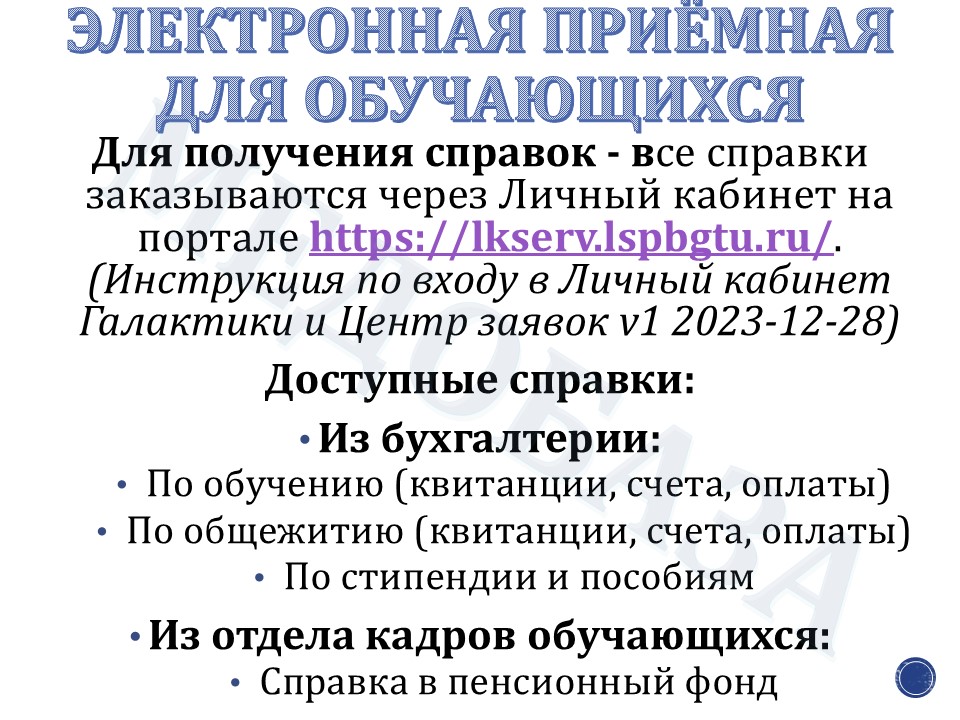 ЭЛЕКТРОННАЯ ПРИЁМНАЯ
ДЛЯ ОБУЧАЮЩИХСЯ
Для получения справок - все справки
заказываются через Личный кабинет на
портале https://lkserv.lspbgtu.ru/.
(Инструкция по входу в Личный кабинет
Галактики и Центр заявок v1 2023-12-28)
Доступные справки:
• Из бухгалтерии:
• По обучению (квитанции, счета, оплаты)
• По общежитию (квитанции, счета, оплаты)
• По стипендии и пособиям
• Из отдела кадров обучающихся:
• Справка в пенсионный фонд
МЕДОБАЗА